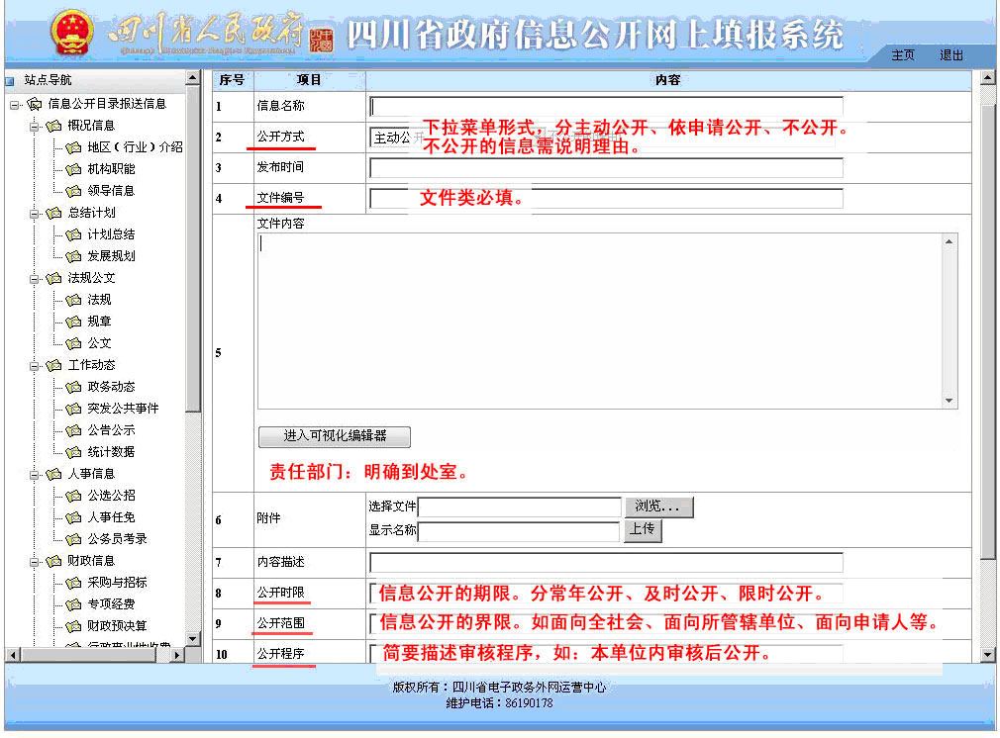 四川省人民政府 四川省政府信息公开网上填报系统
主页 退出
站点导航
信息公开目录报送信息
概况信息
地区（行业）介绍
机构职能
领导信息
总结计划
计划总结
发展规划
法规公文
法规
规章
公文
工作动态
政务动态
突发公共事件
公告公示
统计数据
人事信息
公选公招
人事任免
公务员考录
财政信息
采购与招标
专项经费
财政预决算
序号 项目 内容
1 信息名称
2 公开方式 主动公开
下拉菜单形式，分主动公开、依申请公开、不公开。
不公开的信息需说明理由。
3 发布时间
4 文件编号 文件类必填。
文件内容
5
进入可视化编辑器
责任部门：明确到处室。
6 附件 选择文件 浏览...
显示名称 上传
7 内容描述
8 公开时限 信息公开的期限。分常年公开、及时公开、限时公开。
9 公开范围 信息公开的界限。如面向全社会、面向所管辖单位、面向申请人等。
10 公开程序 简要描述审核程序，如：本单位内审核后公开。
版权所有：四川省电子政务外网运营中心
维护电话：86190178